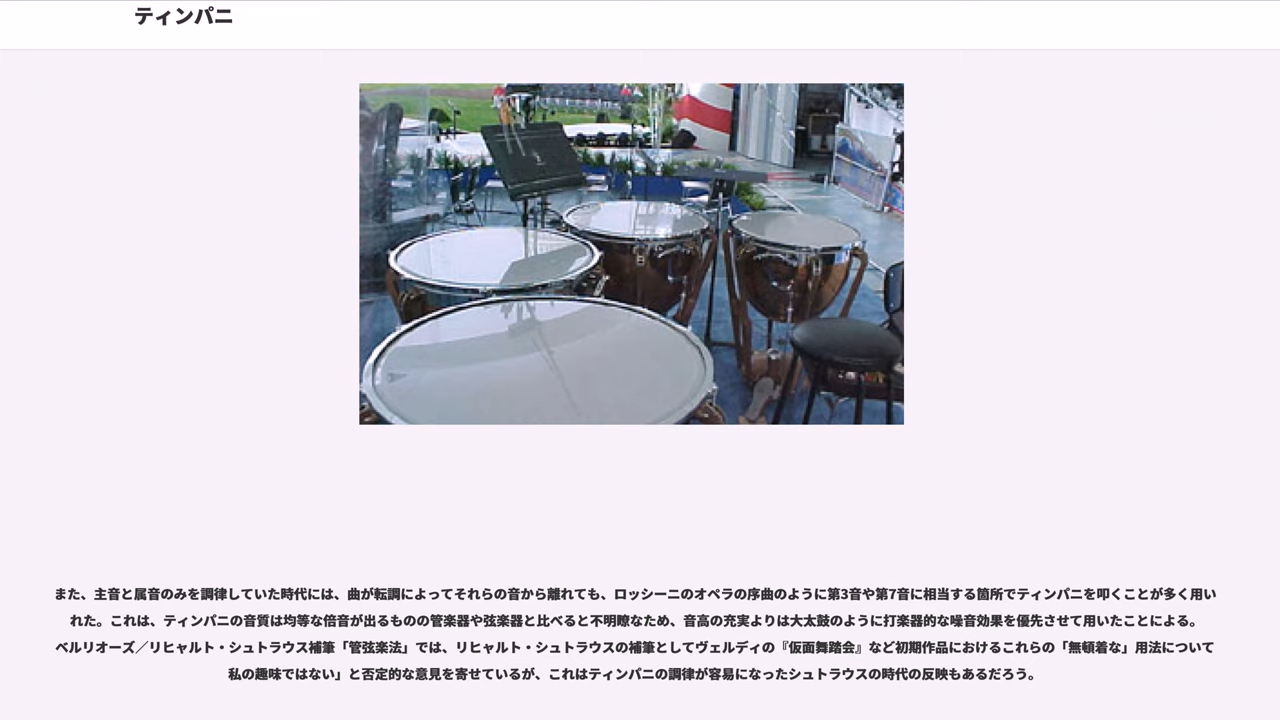 ティンパニ
また、主音と属音のみを調律していた時代には、曲が転調によってそれらの音から離れても、ロッシーニのオペラの序曲のように第3音や第7音に相当する箇所でティンパニを叩くことが多く用い
れた。これは、ティンパニの音質は均等な倍音が出るものの管楽器や弦楽器と比べると不明瞭なため、音高の充実よりは大太鼓のように打楽器的な噪音効果を優先させて用いたことによる。
ベルリオーズ／リヒャルト・シュトラウス補筆「管弦楽法」では、リヒャルト・シュトラウスの補筆としてヴェルディの『仮面舞踏会』など初期作品におけるこれらの「無頓着な」用法について
私の趣味ではない」と否定的な意見を寄せているが、これはティンパニの調律が容易になったシュトラウスの時代の反映もあるだろう。